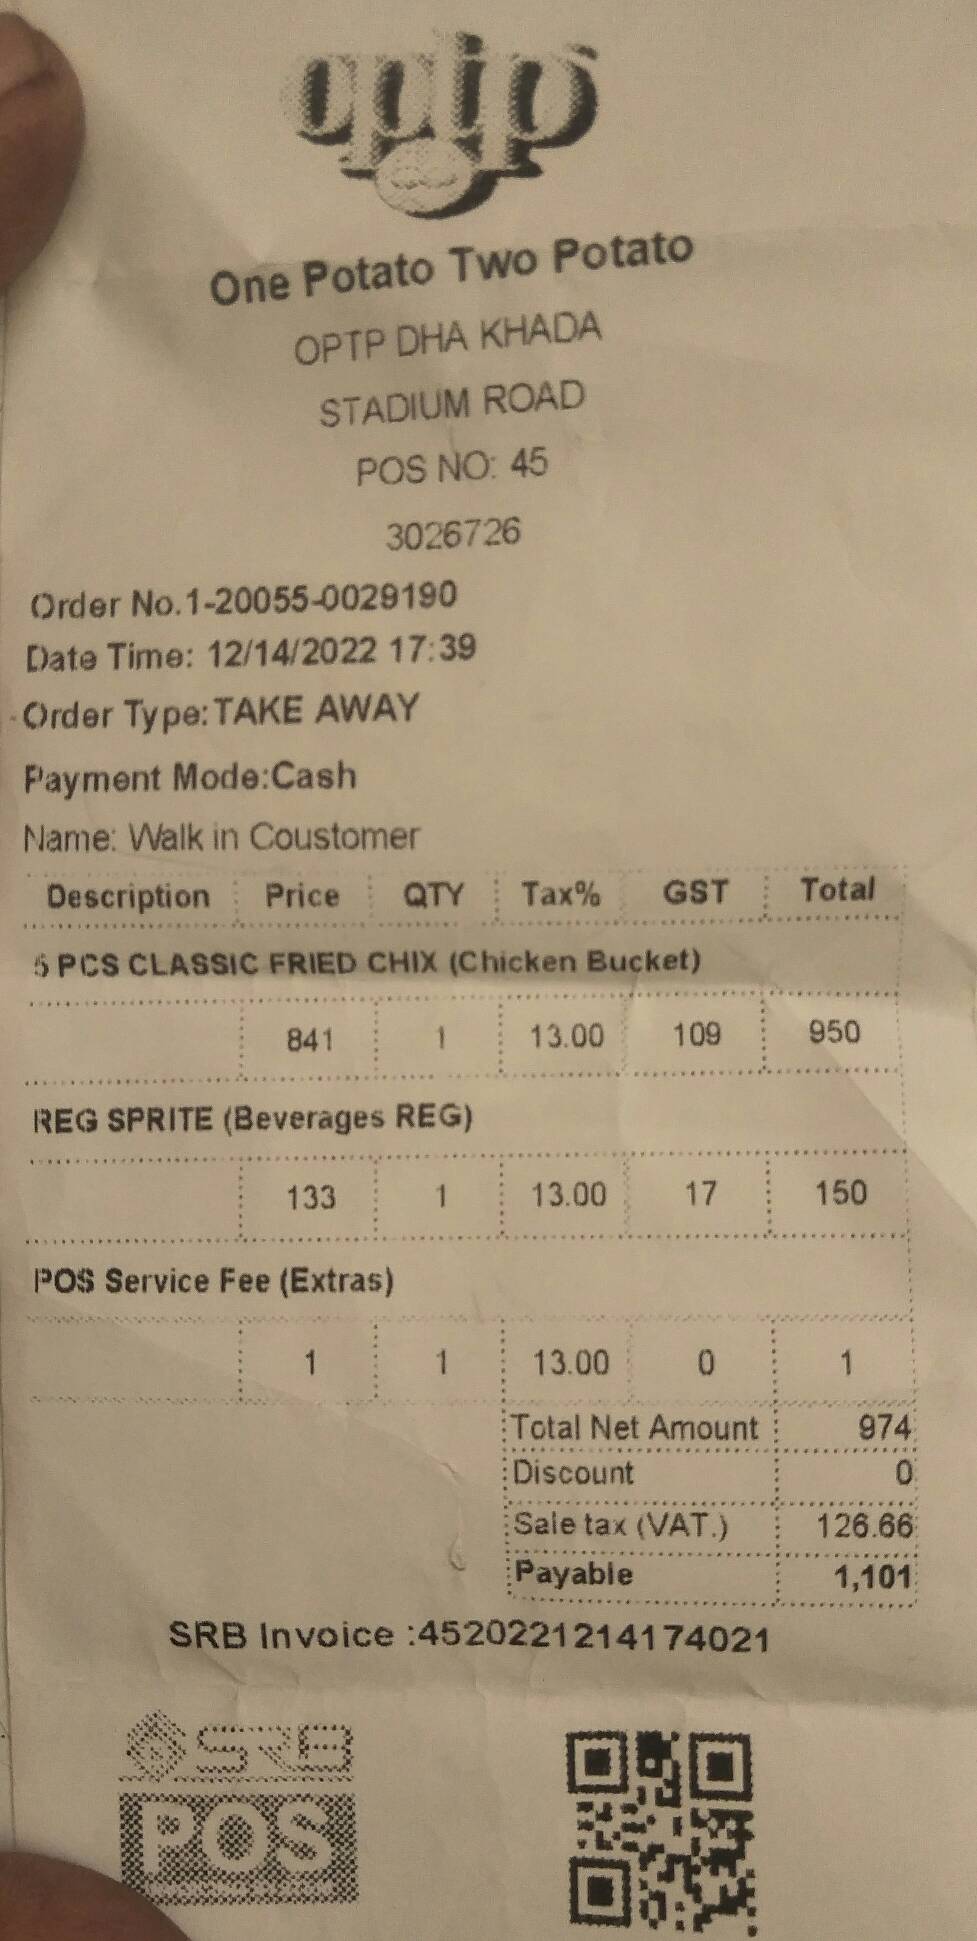 optp
One Potato Two Potato
OPTP DHA KHADA
STADIUM ROAD
POS NO: 45
3026726
Order No.1-20055-0029190
Date Time: 12/14/2022 17:39
Order Type:TAKE AWAY
Payment Mode:Cash
Name: Walk in Coustomer
Description Price QTY Tax% GST Total
5 PCS CLASSIC FRIED CHIX (Chicken Bucket)
841 1 13.00 109 950
REG SPRITE (Beverages REG)
133 1 13.00 17 150
POS Service Fee (Extras)
1 1 13.00 0 1
Total Net Amount 974
Discount 0
Sale tax (VAT.) 126.66
Payable 1,101
SRB Invoice :4520221214174021
SRB
POS